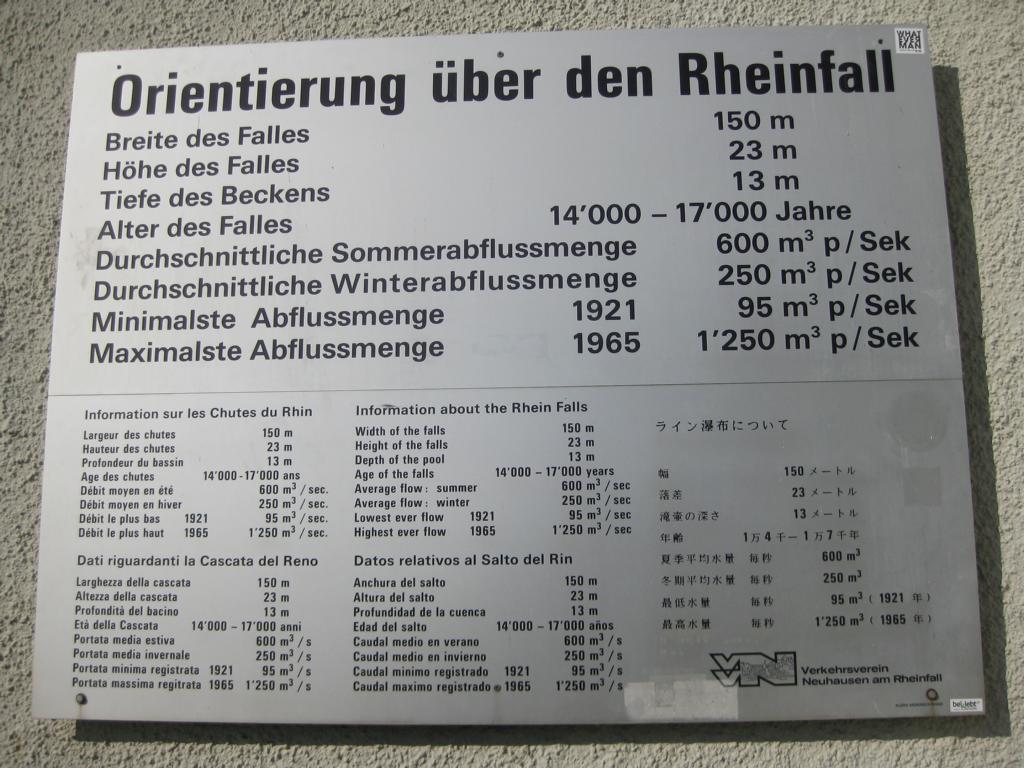 WHAT
EVER
MAN
Orientierung über den Rheinfall
Breite des Falles 150 m
Höhe des Falles 23 m
Tiefe des Beckens 13 m
Alter des Falles 14'000 – 17'000 Jahre
Durchschnittliche Sommerabflussmenge 600 m³ p/Sek
Durchschnittliche Winterabflussmenge 250 m³ p/Sek
Minimalste Abflussmenge 1921 95 m³ p/Sek
Maximalste Abflussmenge 1965 1'250 m³ p/Sek
Information sur les Chutes du Rhin
Largeur des chutes 150 m
Hauteur des chutes 23 m
Profondeur du bassin 13 m
Age des chutes 14'000-17'000 ans
Débit moyen en été 600 m³/sec.
Débit moyen en hiver 250 m³/sec.
Débit le plus bas 1921 95 m³/sec.
Débit le plus haut 1965 1'250 m³/sec.
Information about the Rhein Falls
Width of the falls 150 m
Height of the falls 23 m
Depth of the pool 13 m
Age of the falls 14'000 – 17'000 years
Average flow: summer 600 m³/sec
Average flow: winter 250 m³/sec
Lowest ever flow 1921 95 m³/sec
Highest ever flow 1965 1'250 m³/sec
ライン瀑布について
幅 150 メートル
落差 23 メートル
滝壷の深さ 13 メートル
年齢 1万4千−1万7千年
夏季平均水量 毎秒 600 m³
冬期平均水量 毎秒 250 m³
最低水量 毎秒 95 m³ (1921 年)
最高水量 毎秒 1'250 m³ (1965 年)
Dati riguardanti la Cascata del Reno
Larghezza della cascata 150 m
Altezza della cascata 23 m
Profondità del bacino 13 m
Età della Cascata 14'000 – 17'000 anni
Portata media estiva 600 m³/s
Portata media invernale 250 m³/s
Portata minima registrata 1921 95 m³/s
Portata massima regitrata 1965 1'250 m³/s
Datos relativos al Salto del Rin
Anchura del salto 150 m
Altura del salto 23 m
Profundidad de la cuenca 13 m
Edad del salto 14'000 – 17'000 años
Caudal medio en verano 600 m³/s
Caudal medio en invierno 250 m³/s
Caudal minimo registrado 1921 95 m³/s
Caudal maximo registrado 1965 1'250 m³/s
VVN
Verkehrsverein
Neuhausen am Rheinfall